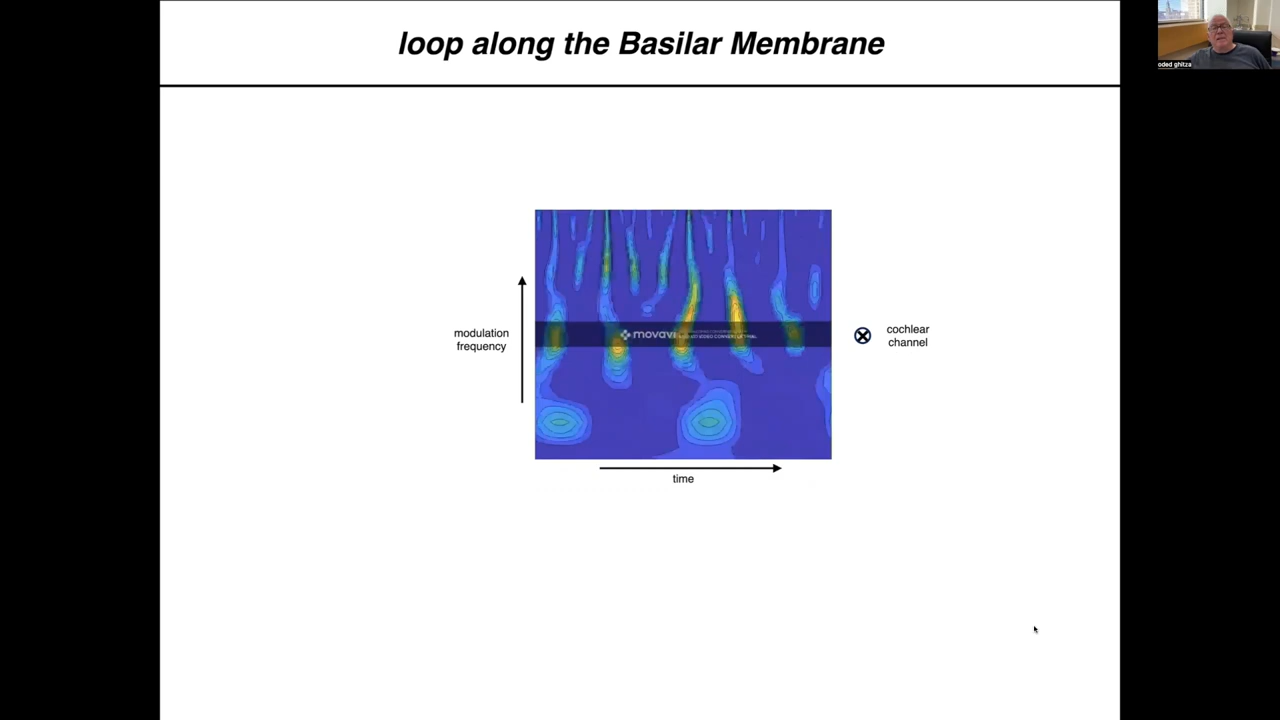 loop along the Basilar Membrane
oded ghitza
modulation
frequency
movavi
cochlear
channel
time